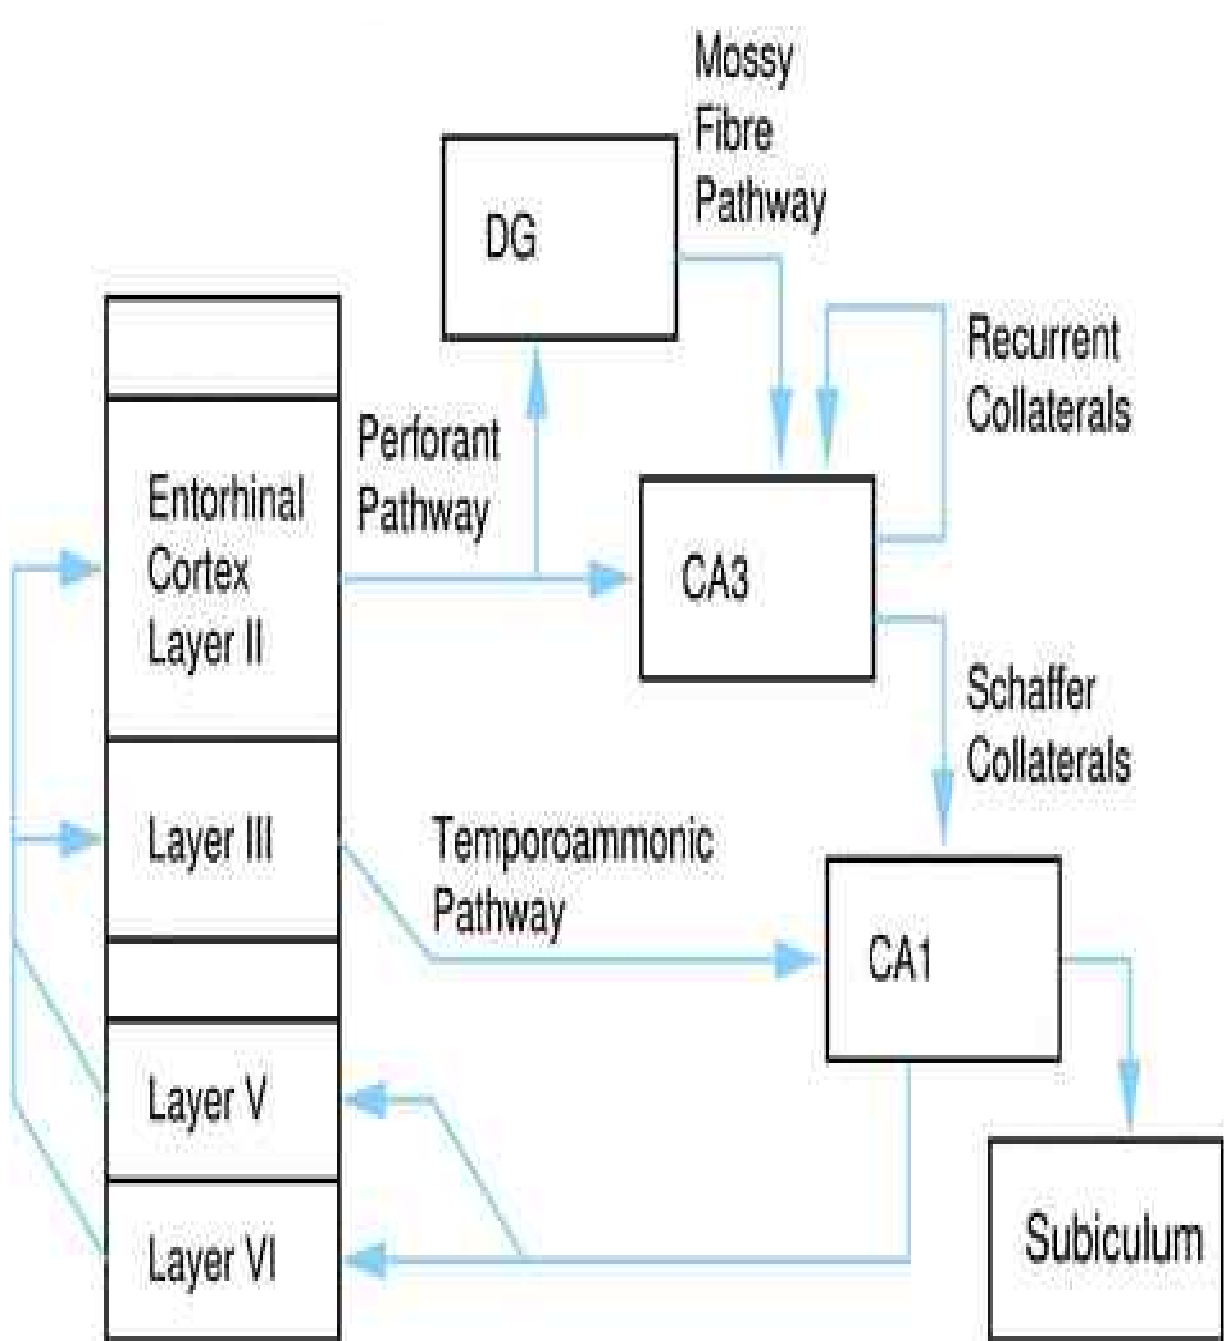 Mossy
Fibre
Pathway
DG
Recurrent
Collaterals
Perforant
Pathway
Entorhinal
Cortex
Layer II
CA3
Schaffer
Collaterals
Layer III
Temporoammonic
Pathway
CA1
Layer V
Layer VI
Subiculum